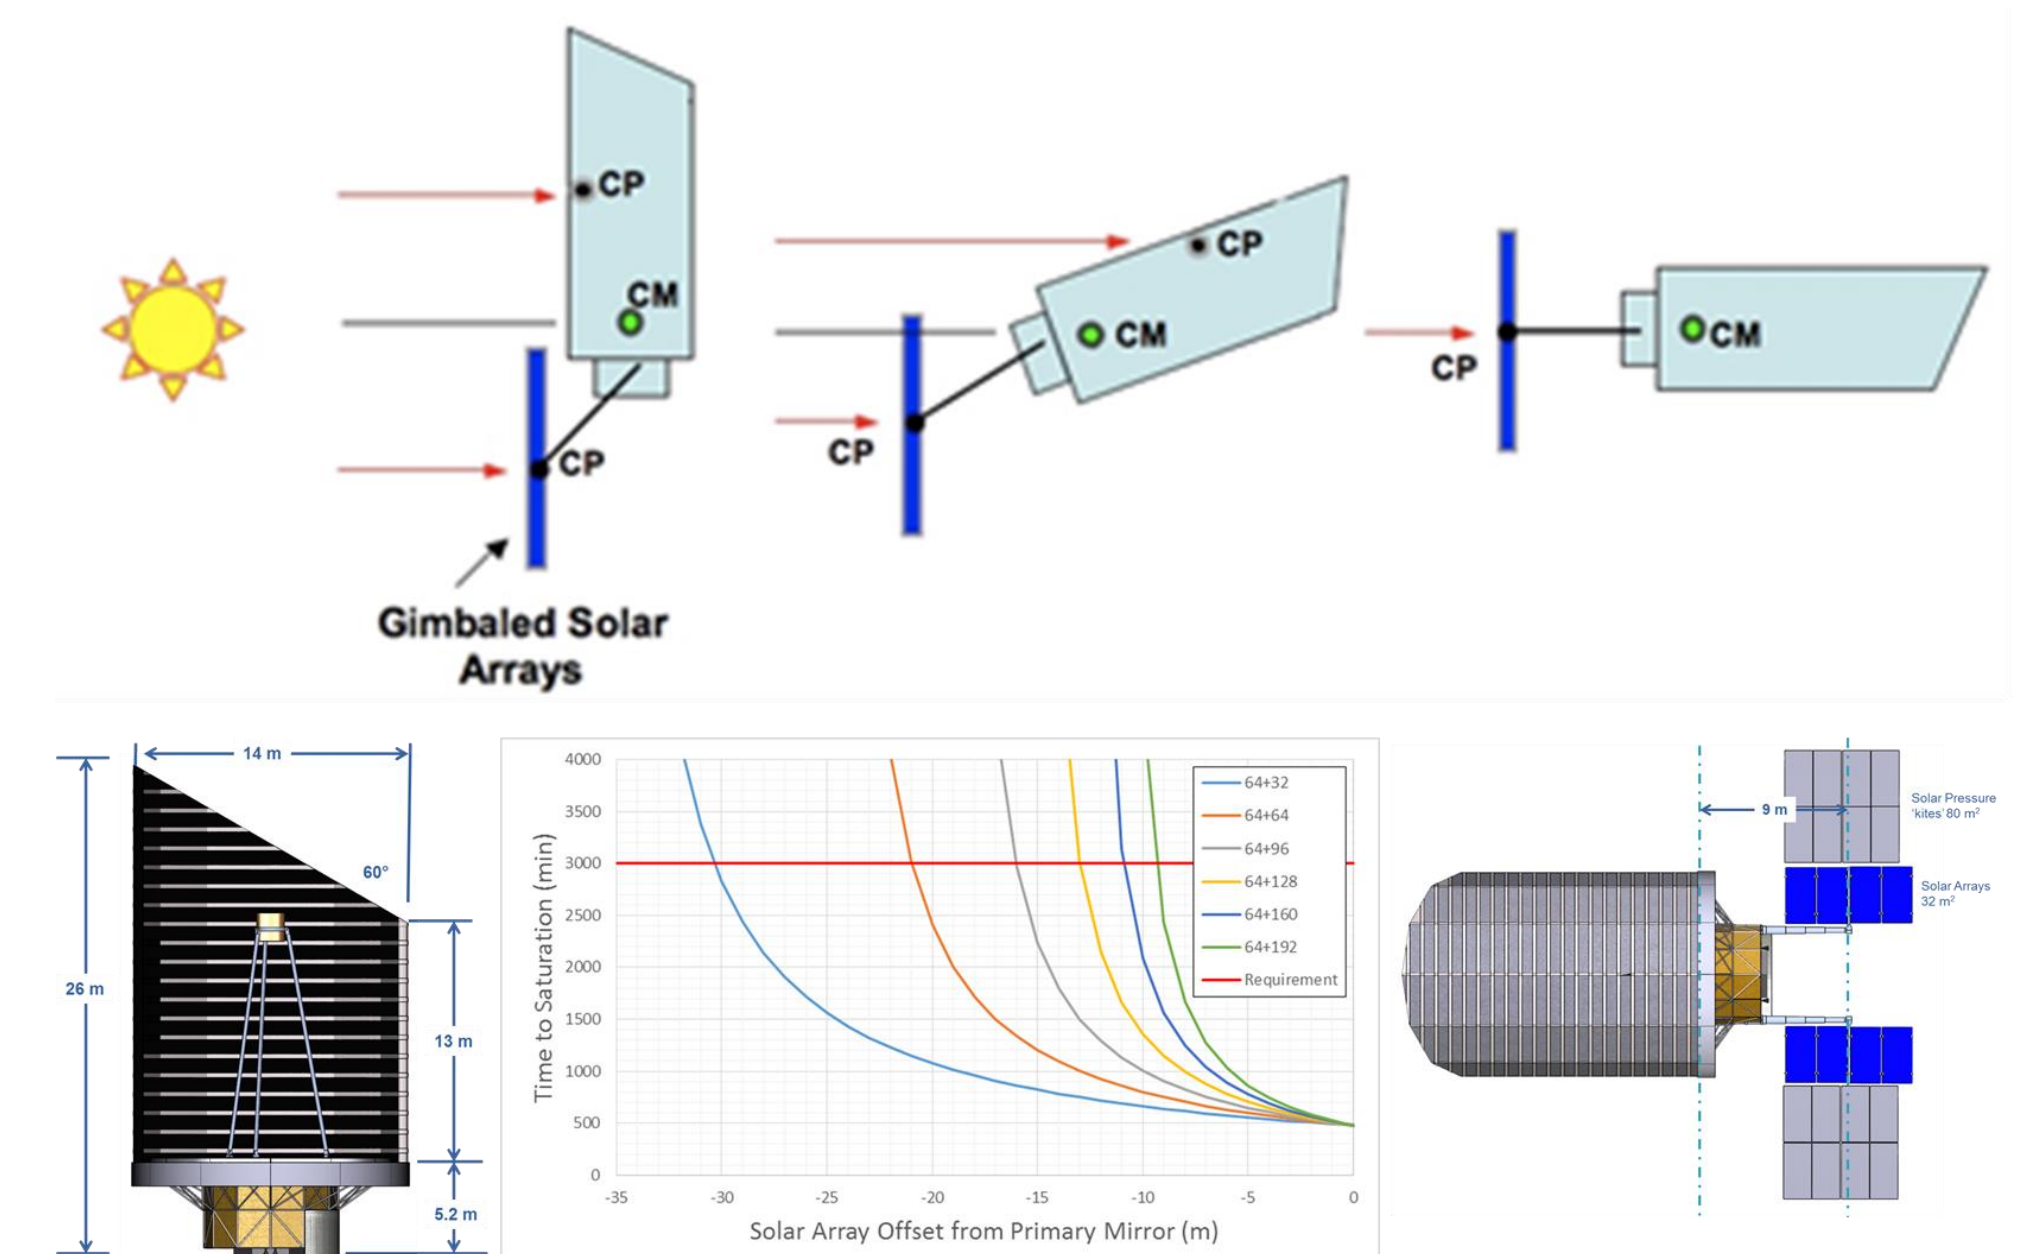 CP
CM
CP
Gimbaled Solar
Arrays
CP
CM
CP
CM
CP
14 m
60°
26 m
13 m
5.2 m
4000
3500
3000
2500
2000
1500
1000
500
0
Time to Saturation (min)
64+32
64+64
64+96
64+128
64+160
64+192
Requirement
-35 -30 -25 -20 -15 -10 -5 0
Solar Array Offset from Primary Mirror (m)
9 m
Solar Pressure
‘kites’ 80 m²
Solar Arrays
32 m²